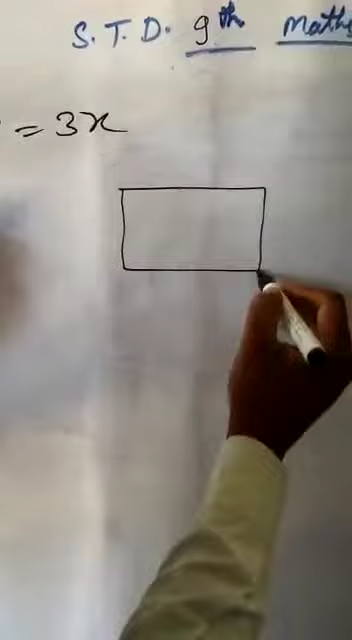 S.T.D. 9th Maths
= 3x